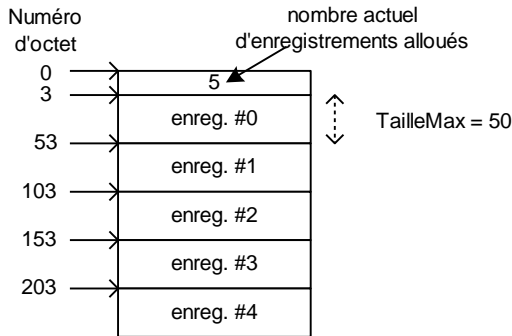 Numéro
d'octet
nombre actuel
d'enregistrements alloués
0
5
3
enreg. #0
TailleMax = 50
53
enreg. #1
103
enreg. #2
153
enreg. #3
203
enreg. #4